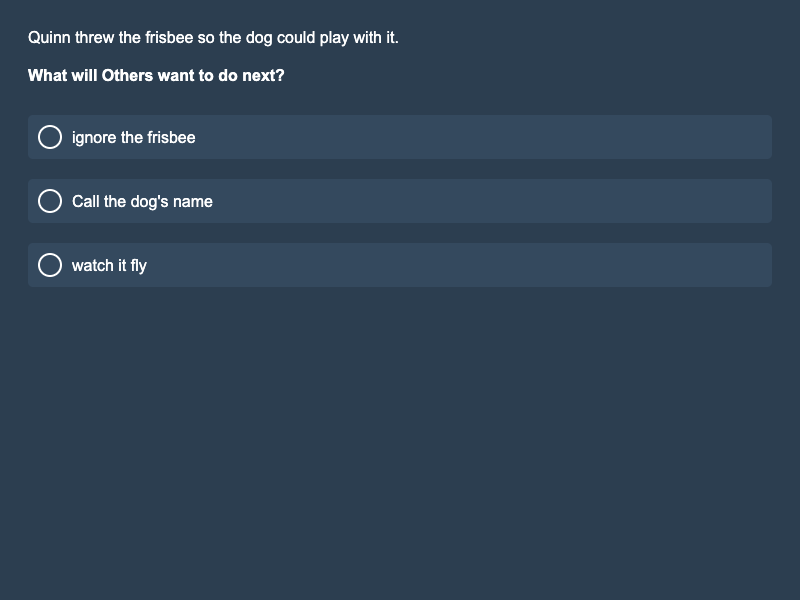 Quinn threw the frisbee so the dog could play with it.
What will Others want to do next?
ignore the frisbee
Call the dog's name
watch it fly